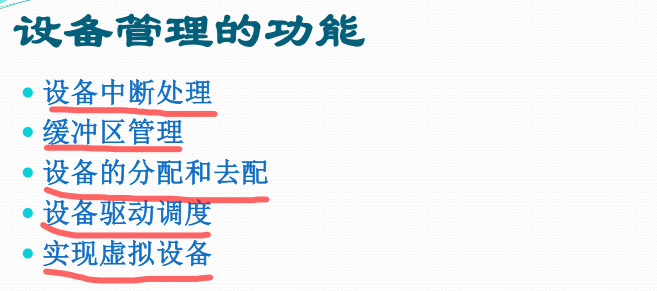 设备管理的功能
设备中断处理
缓冲区管理
设备的分配和去配
设备驱动调度
实现虚拟设备